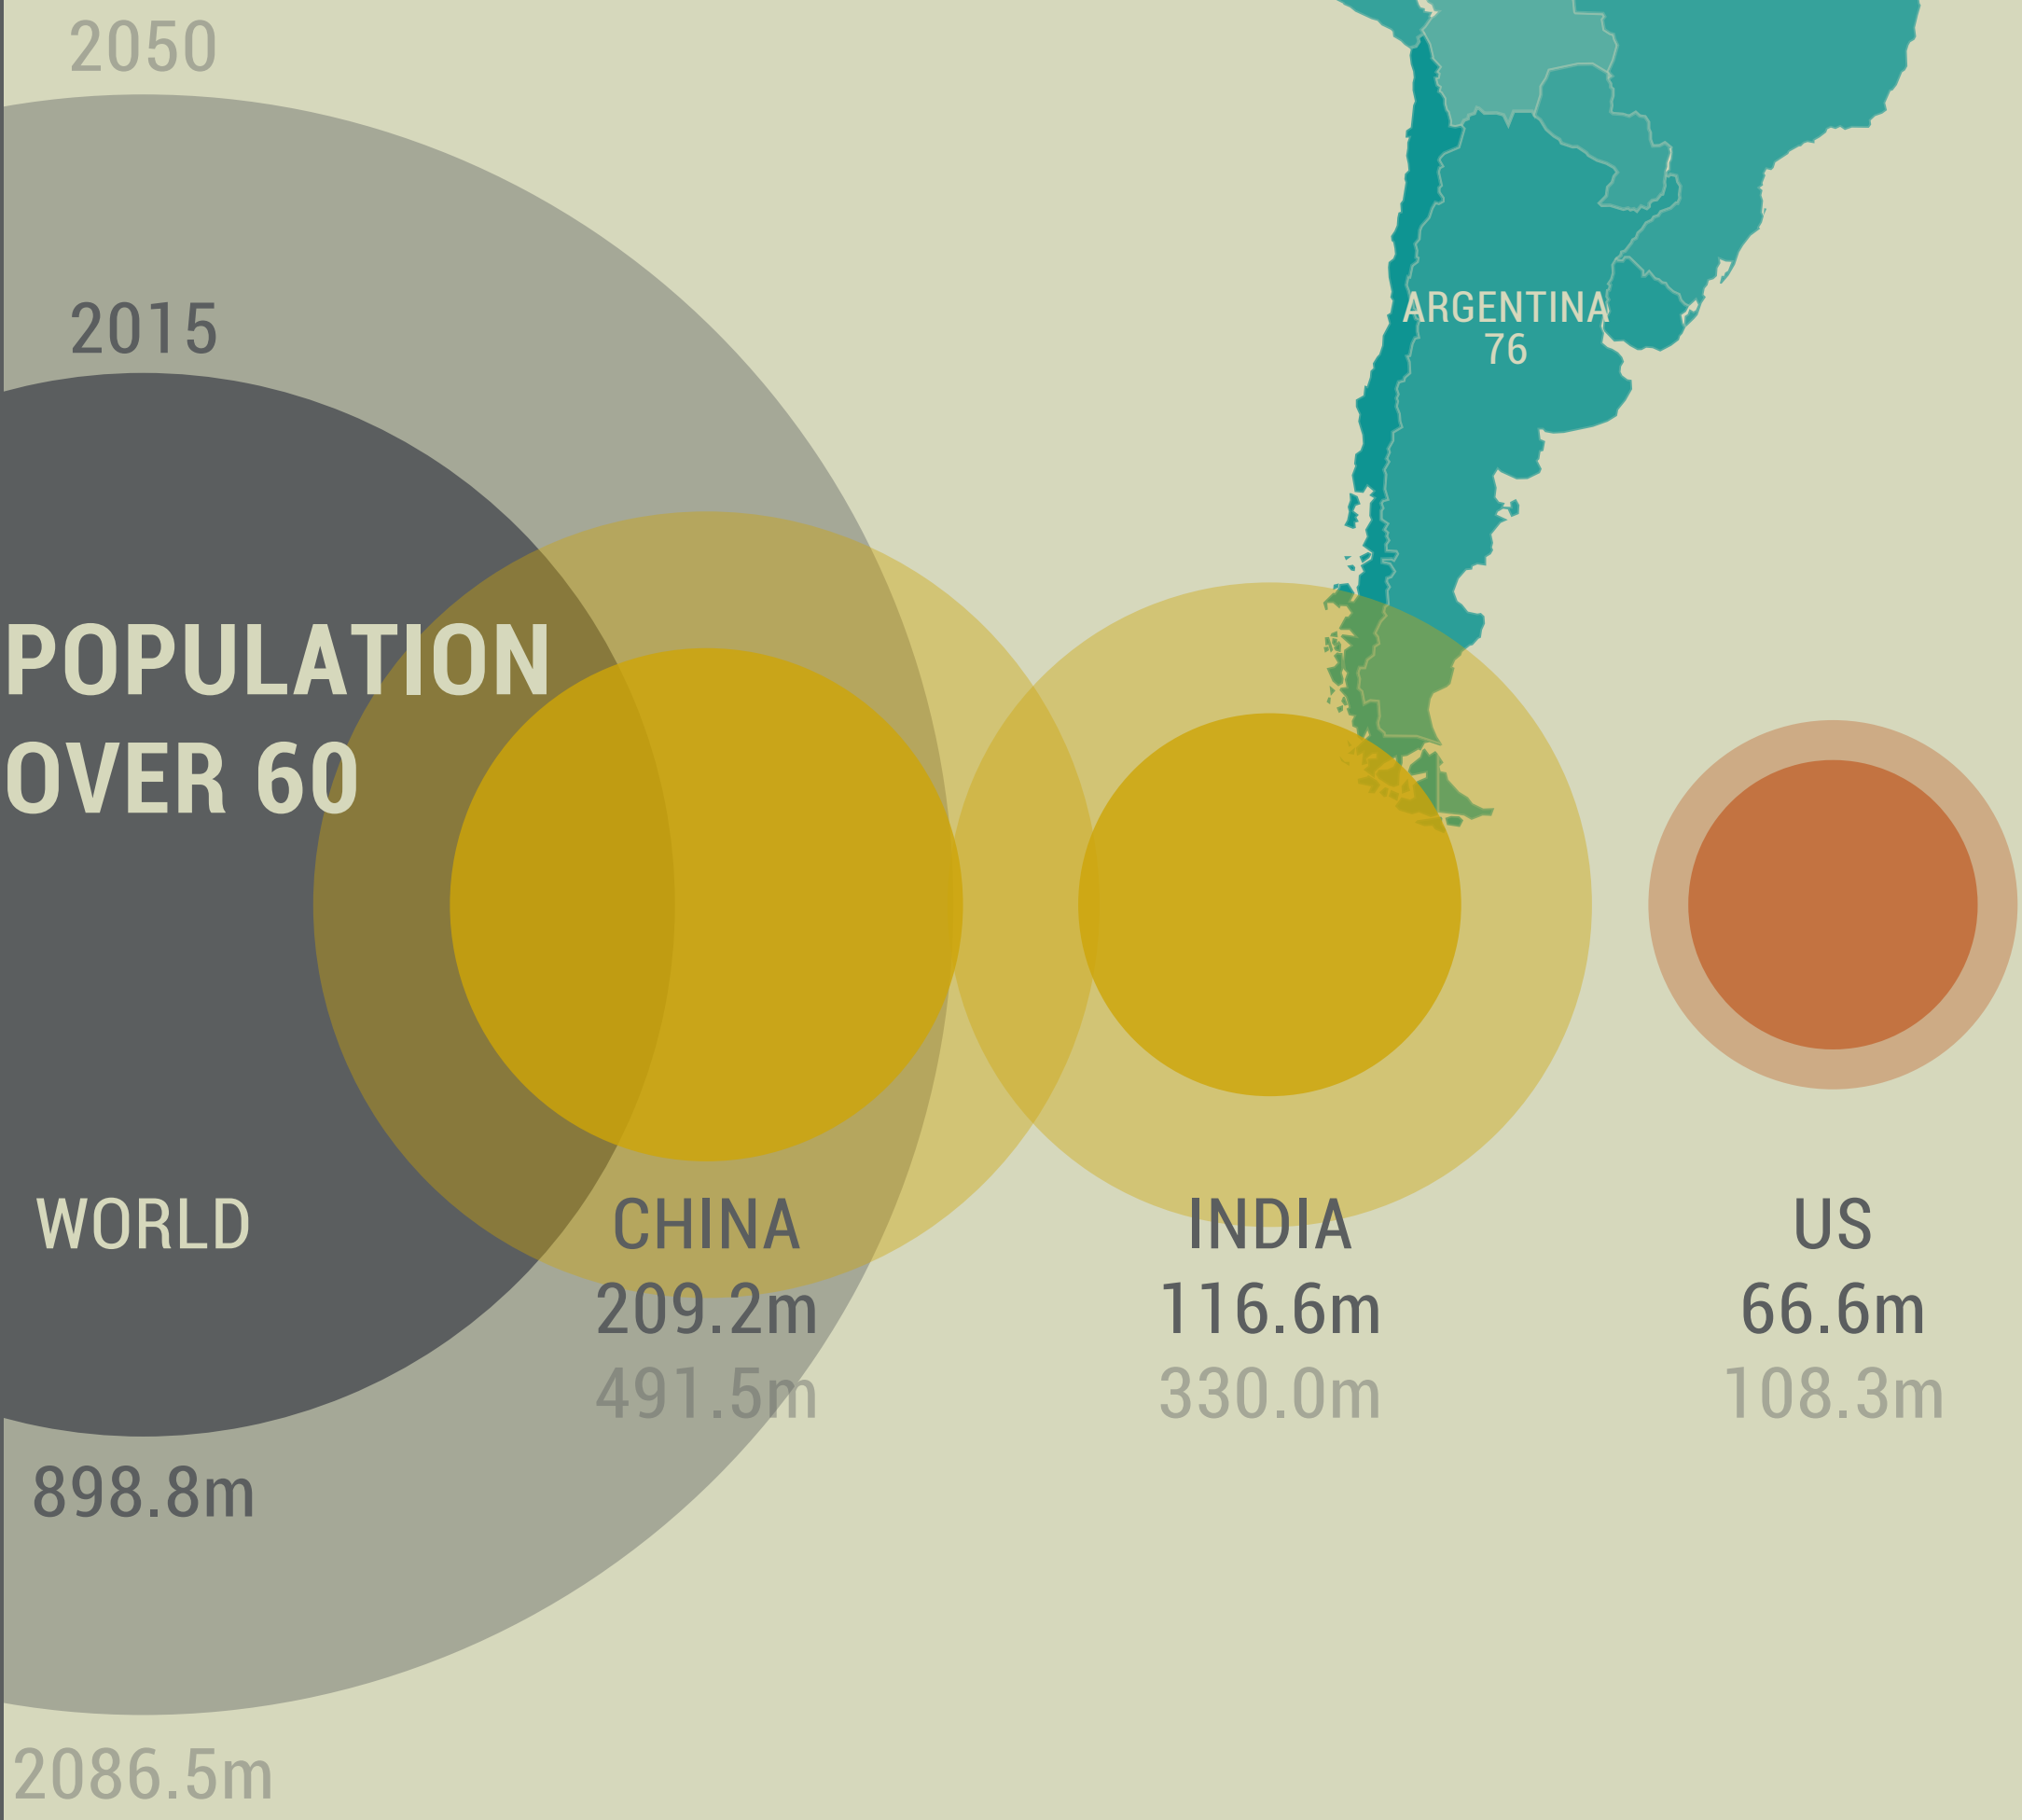 2050
2015
ARGENTINA
76
POPULATION
OVER 60
WORLD
898.8m
2086.5m
CHINA
209.2m
491.5m
INDIA
116.6m
330.0m
US
66.6m
108.3m